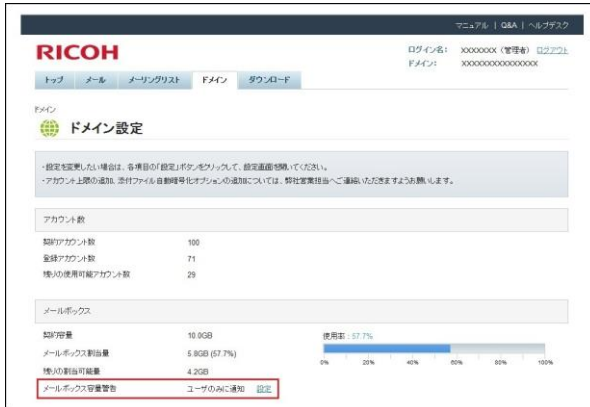 マニュアル | Q&A | ヘルプデスク
RICOH
ログイン名: XXXXXXX (管理者) ログアウト
ドメイン: XXXXXXXXXXXXXXX
トップ メール メーリングリスト ドメイン ダウンロード
ドメイン
ドメイン設定
・設定を変更したい場合は、各項目の「設定」ボタンをクリックして、設定画面を開いてください。
・アカウント上限の追加、添付ファイル自動暗号化オプションの追加については、弊社営業担当へご連絡いただきますようお願いします。
アカウント数
契約アカウント数 100
登録アカウント数 71
残りの使用可能アカウント数 29
メールボックス
契約容量 10.0GB 使用率:57.7%
メールボックス割当量 5.8GB (57.7%)
0% 20% 40% 60% 80% 100%
残りの割当可能量 4.2GB
メールボックス容量警告 ユーザのみに通知 設定